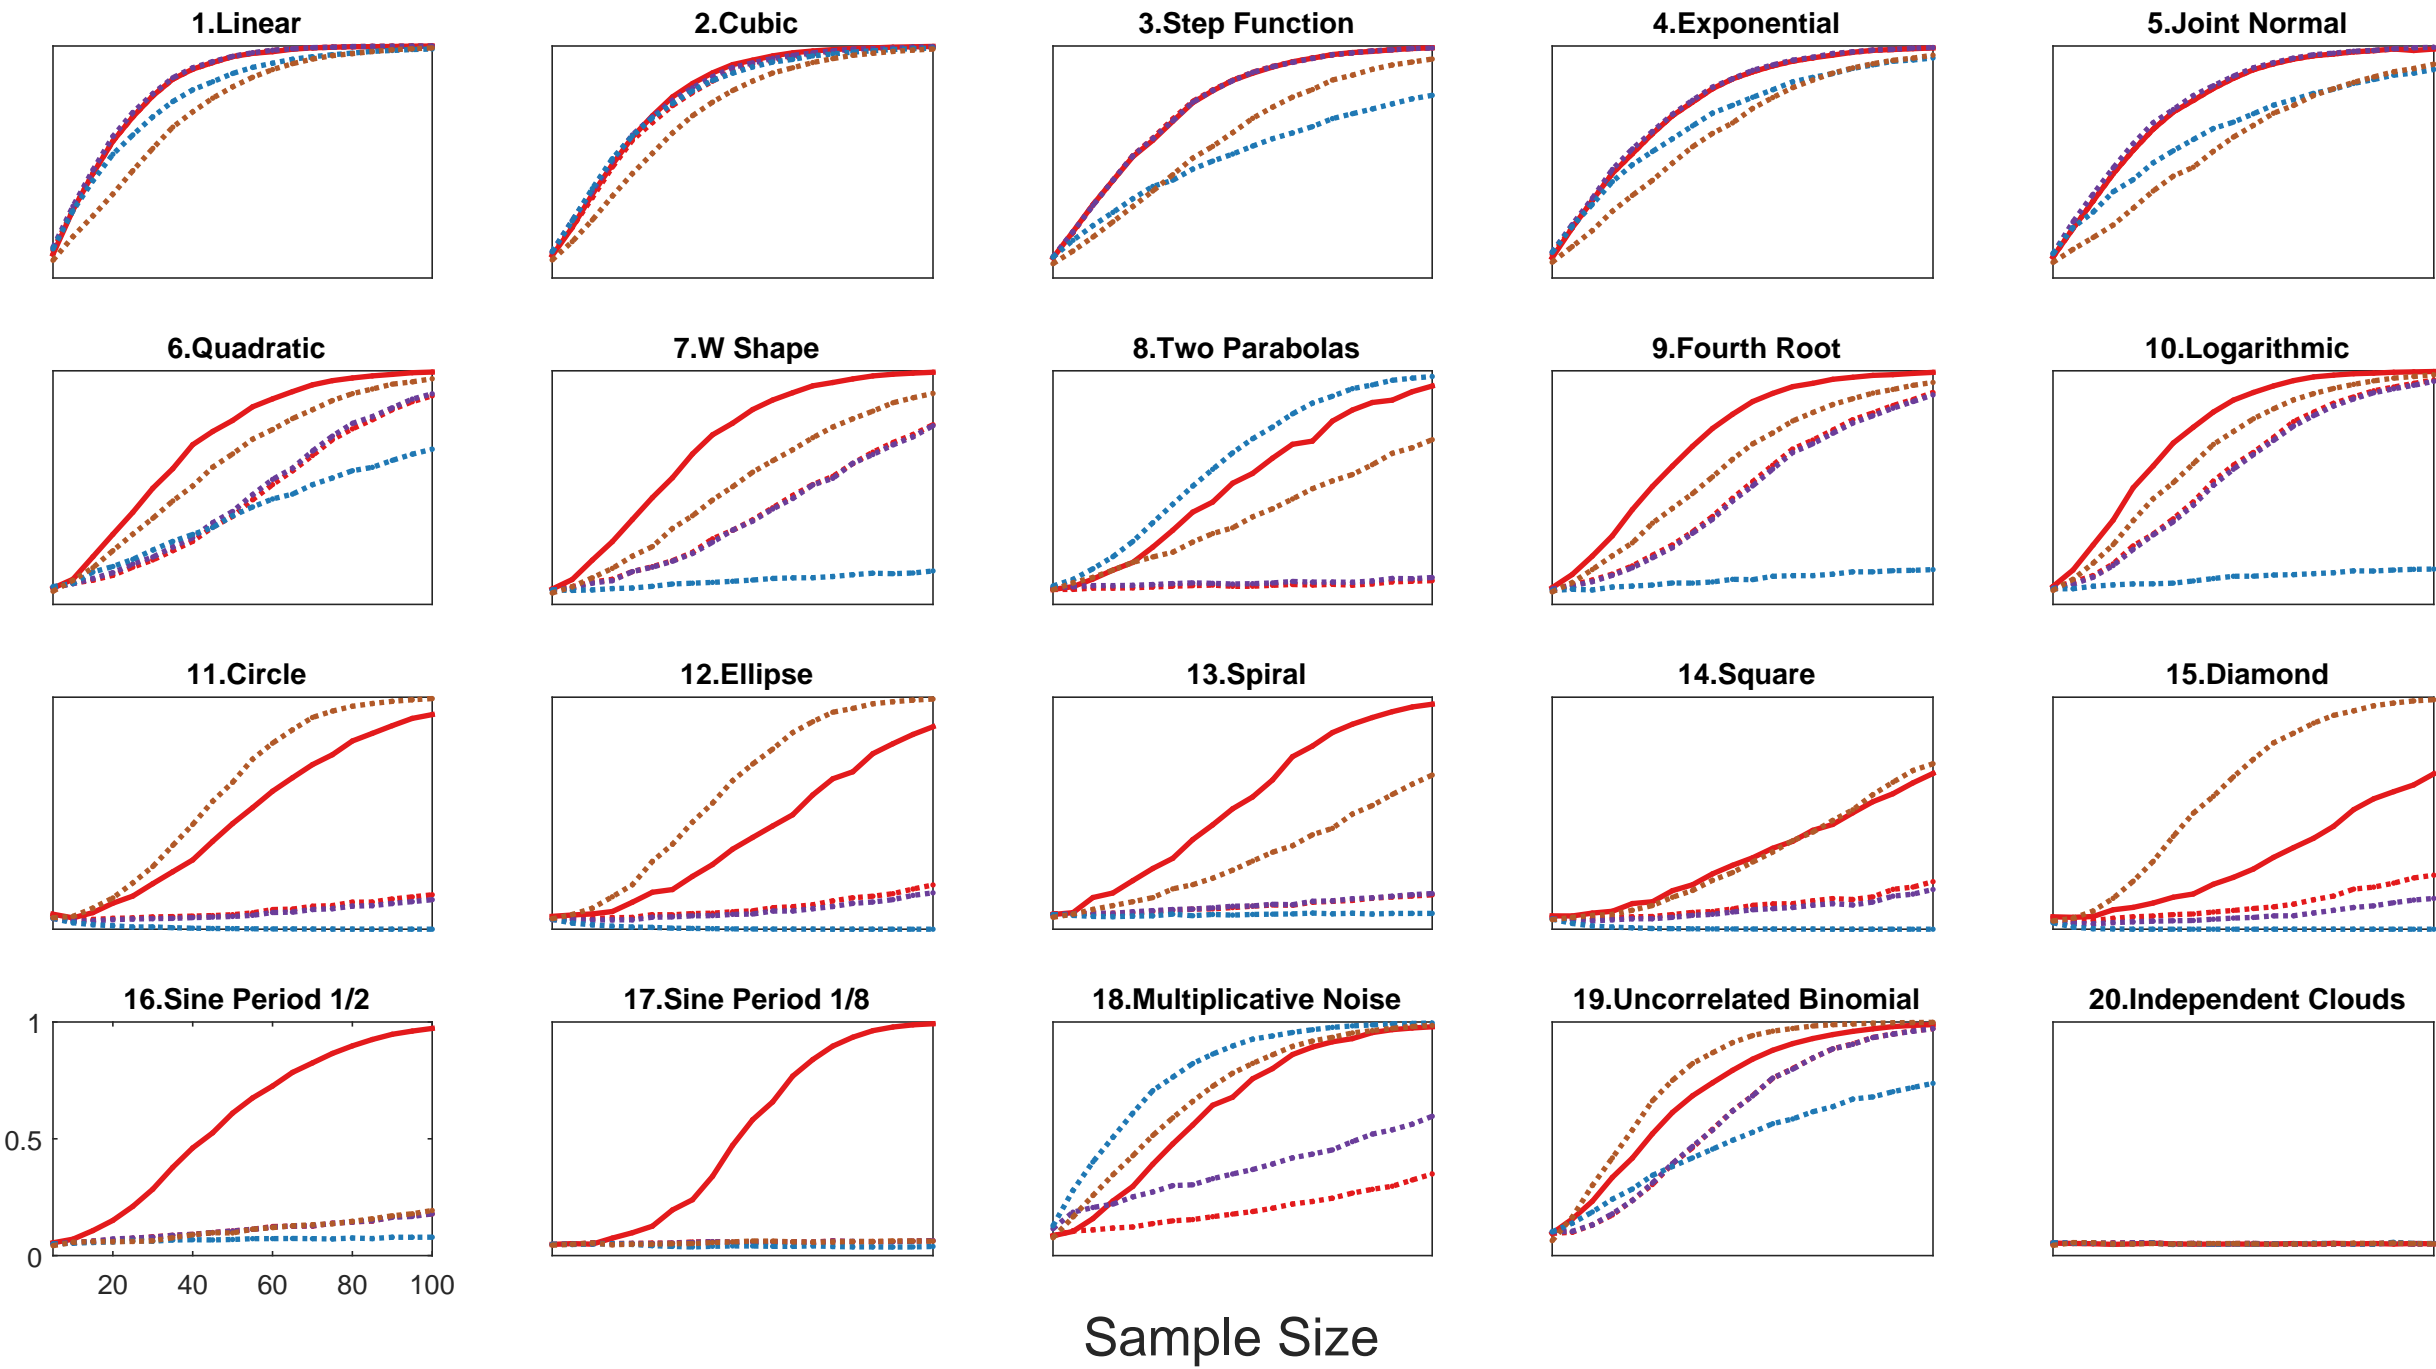 1.Linear
2.Cubic
3.Step Function
4.Exponential
5.Joint Normal
6.Quadratic
7.W Shape
8.Two Parabolas
9.Fourth Root
10.Logarithmic
11.Circle
12.Ellipse
13.Spiral
14.Square
15.Diamond
16.Sine Period 1/2
17.Sine Period 1/8
18.Multiplicative Noise
19.Uncorrelated Binomial
20.Independent Clouds
1
0.5
0
20 40 60 80 100
Sample Size